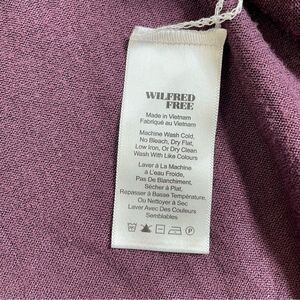 WILFRED
FREE
Made in Vietnam
Fabriqué au Vietnam
Machine Wash Cold,
No Bleach, Dry Flat,
Low Iron, Or Dry Clean
Wash With Like Colours
Laver À La Machine
À L'eau Froide,
Pas De Blanchiment,
Sécher À Plat,
Repasser À Basse Température,
Ou Nettoyer À Sec
Laver Avec Des Couleurs
Semblables